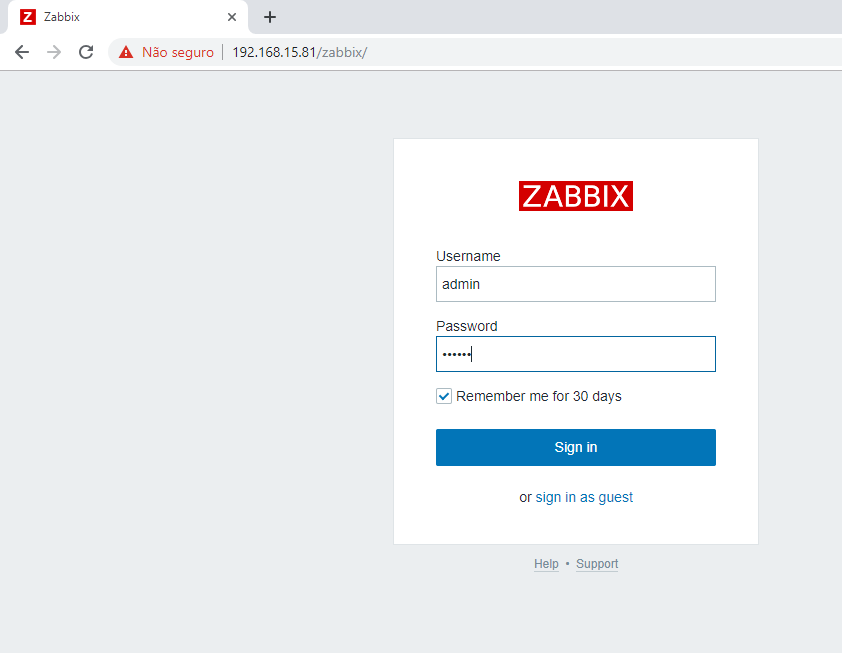 Zabbix
Não seguro | 192.168.15.81/zabbix/
ZABBIX
Username
admin
Password
••••••
Remember me for 30 days
Sign in
or sign in as guest
Help • Support